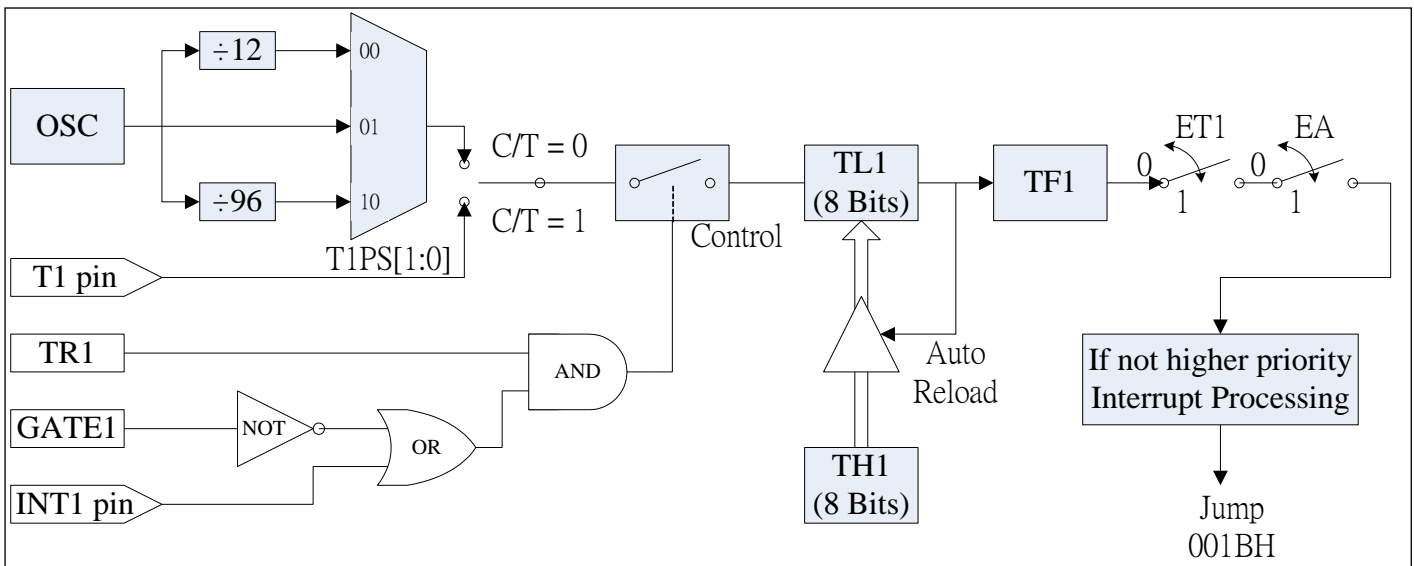 ÷12
00
OSC
01
÷96
10
T1PS[1:0]
T1 pin
C/T = 0
C/T = 1
Control
TL1
(8 Bits)
TF1
ET1
0
1
EA
0
1
TR1
AND
GATE1
NOT
OR
INT1 pin
Auto
Reload
TH1
(8 Bits)
If not higher priority
Interrupt Processing
Jump
001BH